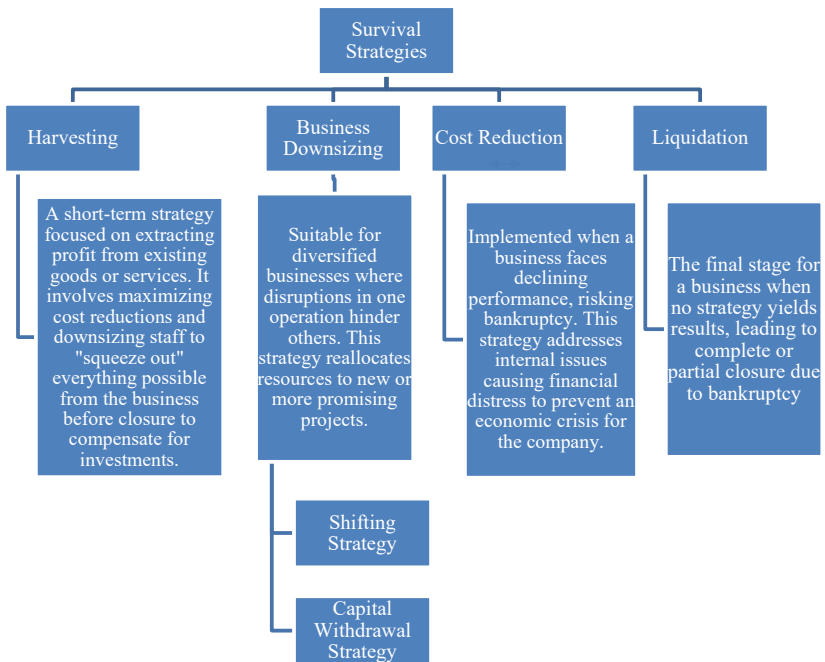 Survival
Strategies
Harvesting
Business
Downsizing
Cost Reduction
Liquidation
A short-term strategy
focused on extracting
profit from existing
goods or services. It
involves maximizing
cost reductions and
downsizing staff to
"squeeze out"
everything possible
from the business
before closure to
compensate for
investments.
Suitable for
diversified businesses
where disruptions in one
operation hinder
others. This
strategy reallocates
resources to new or
more promising
projects.
Implemented when a
business faces
declining
performance, risking
bankruptcy. This
strategy addresses
internal issues
causing financial
distress to prevent an
economic crisis for
the company.
The final stage for
a business when
no strategy yields
results, leading to
complete or
partial closure due
to bankruptcy
Shifting
Strategy
Capital
Withdrawal
Strategy